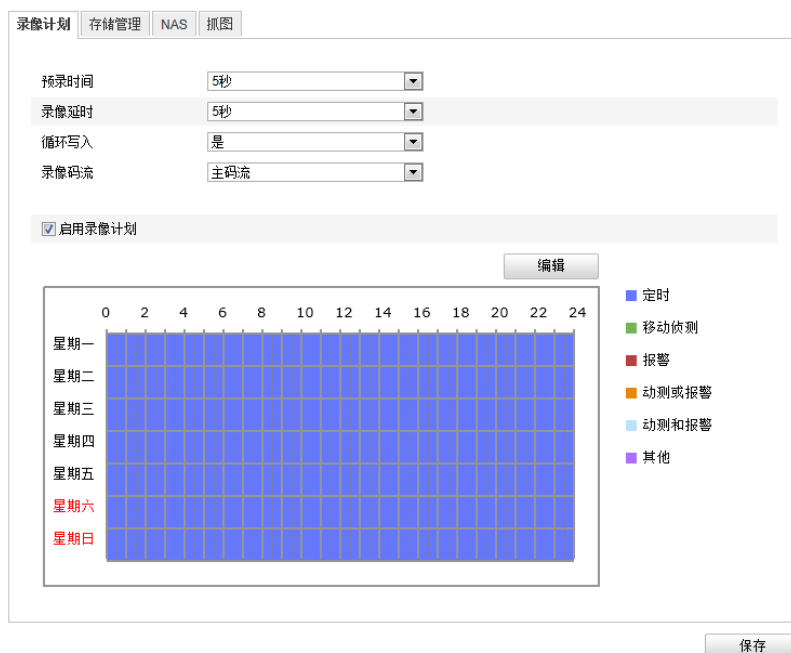 录像计划 存储管理 NAS 抓图
预录时间 5秒
录像延时 5秒
循环写入 是
录像码流 主码流
启用录像计划
编辑
0 2 4 6 8 10 12 14 16 18 20 22 24
星期一
星期二
星期三
星期四
星期五
星期六
星期日
定时
移动侦测
报警
动测或报警
动测和报警
其他
保存